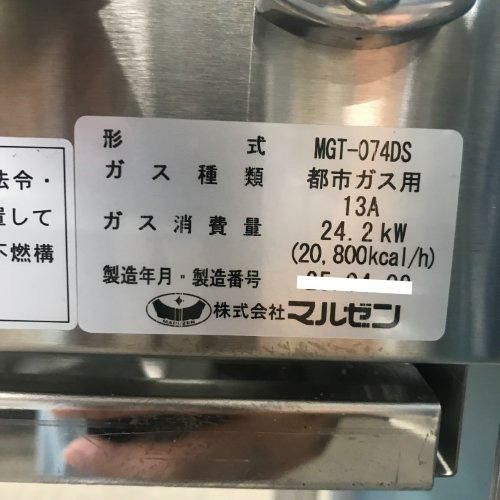 形 式 MGT-074DS
ガス種類 都市ガス用
13A
ガス消費量 24.2kW
(20,800kcal/h)
製造年月・製造番号
MARUZEN 株式会社マルゼン
法令・
置して
不燃構